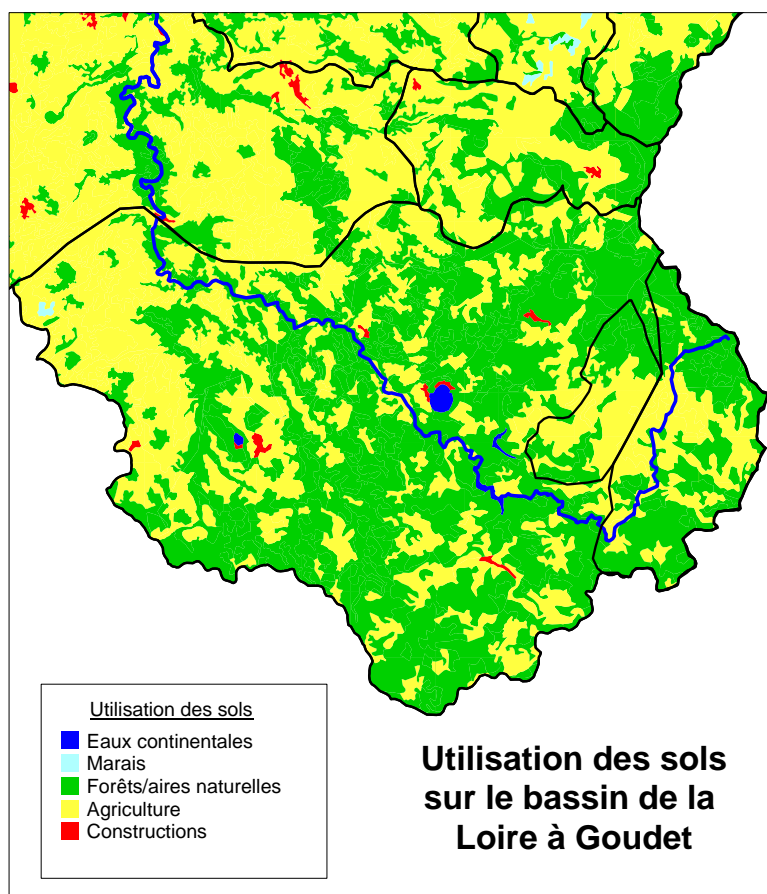 Utilisation des sols
Eaux continentales
Marais
Forêts/aires naturelles
Agriculture
Constructions
Utilisation des sols
sur le bassin de la
Loire à Goudet